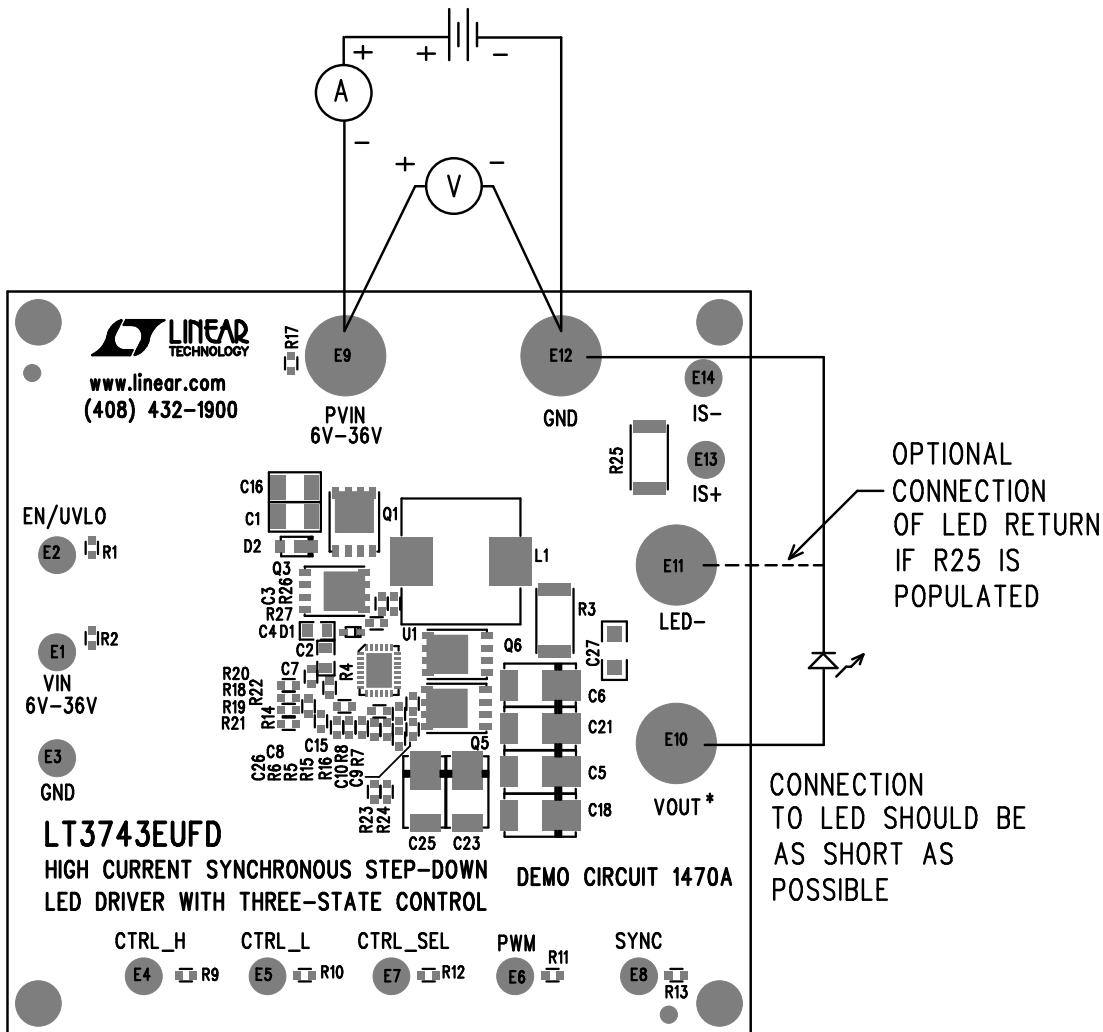 + + -
A
-
+ -
V
LINEAR
TECHNOLOGY
www.linear.com
(408) 432-1900
R17
E9
PVIN
6V-36V
E12
GND
E14
IS-
E13
IS+
R25
OPTIONAL
CONNECTION
OF LED RETURN
IF R25 IS
POPULATED
EN/UVLO
E2
R1
C16
C1
Q1
D2
L1
Q3
C3
R26
R27
C4 D1
C2
U1
R3
E11
LED-
E1
R2
VIN
6V-36V
C7
R4
Q6
C27
R20
R18
R19
R21
R22
R14
C6
C21
Q5
C5
C18
E3
GND
C26
R6
C8
R5
R15
C15
R16
C10
R8
C9
R7
R23
R24
C25
C23
E10
VOUT*
CONNECTION
TO LED SHOULD BE
AS SHORT AS
POSSIBLE
LT3743EUFD
HIGH CURRENT SYNCHRONOUS STEP-DOWN
LED DRIVER WITH THREE-STATE CONTROL
DEMO CIRCUIT 1470A
CTRL_H
E4
R9
CTRL_L
E5
R10
CTRL_SEL
E7
R12
PWM
E6
R11
SYNC
E8
R13